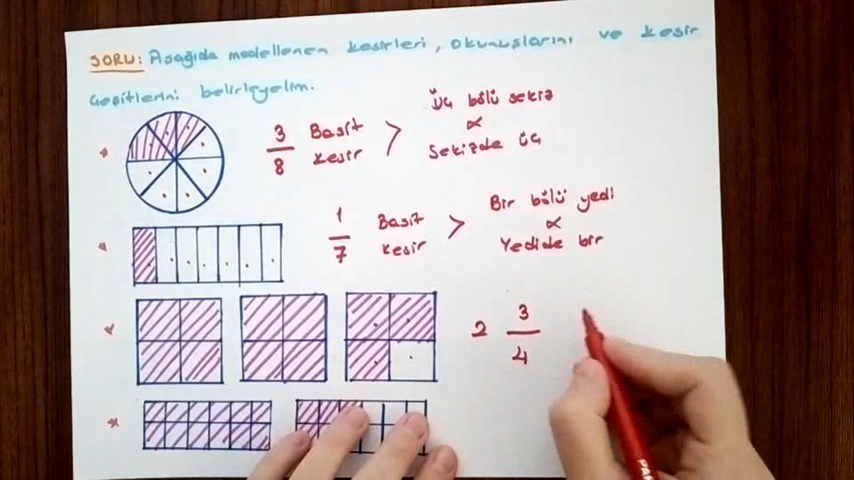 SORU: Aşağıda modellenen kesirleri, okunuşlarını ve kesir
çeşitlerini belirleyelim.
3/8 Basit kesir > Üç bölü sekiz
Sekizde üç
1/7 Basit kesir > Bir bölü yedi
Yedide bir
2 3/4